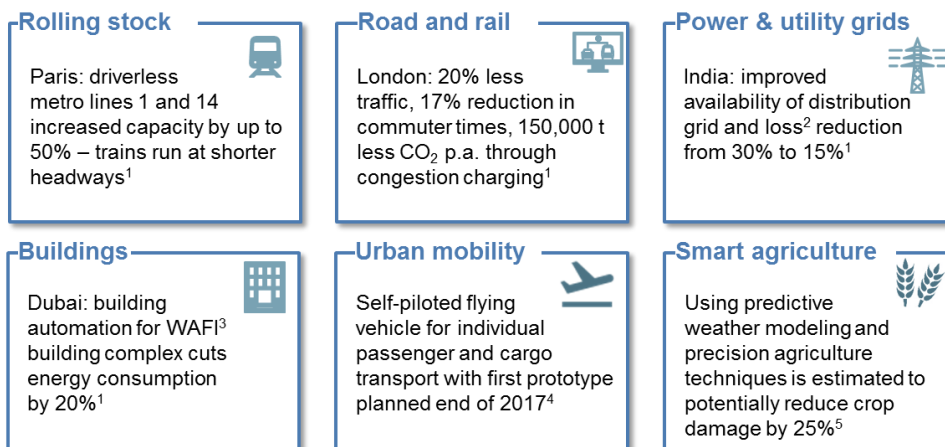 Rolling stock
Paris: driverless
metro lines 1 and 14
increased capacity by up to
50% – trains run at shorter
headways¹
Road and rail
London: 20% less
traffic, 17% reduction in
commuter times, 150,000 t
less CO₂ p.a. through
congestion charging¹
Power & utility grids
India: improved
availability of distribution
grid and loss² reduction
from 30% to 15%¹
Buildings
Dubai: building
automation for WAFI³
building complex cuts
energy consumption
by 20%¹
Urban mobility
Self-piloted flying
vehicle for individual
passenger and cargo
transport with first prototype
planned end of 2017⁴
Smart agriculture
Using predictive
weather modeling and
precision agriculture
techniques is estimated to
potentially reduce crop
damage by 25%⁵